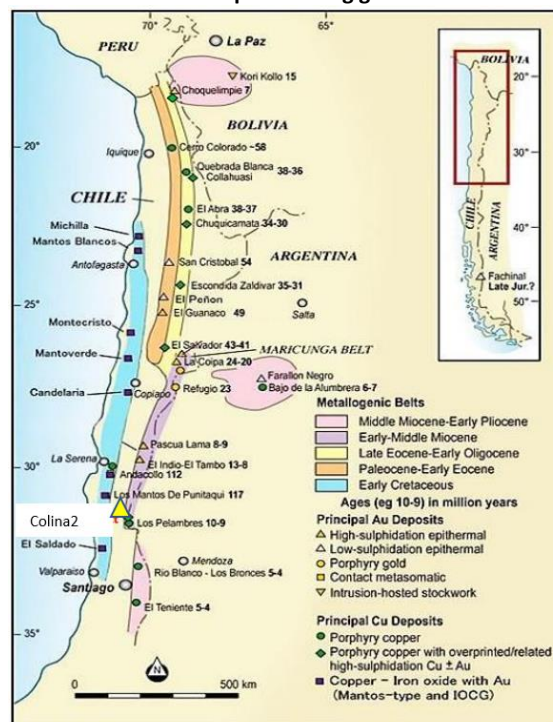 70°
65°
PERU
La Paz
Kori Kollo 15
Choquelimpie 7
BOLIVIA
20°
Iquique
Cerro Colorado ~58
Quebrada Blanca
38-36
Collahuasi
CHILE
El Abra 38-37
Michilla
Chuquicamata 34-30
Mantos Blancos
ARGENTINA
Antofagasta
San Cristobal 54
Escondida Zaldivar 35-31
25°
El Peñon
Salta
El Guanaco 49
Montecristo
El Salvador 43-41
MARICUNGA BELT
Mantoverde
La Coipa 24-20
Farallon Negro
Candelaria
Copiapo
Refugio 23
Bajo de la Alumbrera 6-7
Pascua Lama 8-9
La Serena
El Indio-El Tambo 13-8
30°
Andacollo 112
Los Mantos De Punitaqui 117
Colina2
Los Pelambres 10-9
El Saldado
Mendoza
Valparaiso
Rio Blanco - Los Bronces 5-4
Santiago
El Teniente 5-4
35°
N
0
500
km
BOLIVIA
20°
30°
CHILE
ARGENTINA
40°
Fachinal
Late Jur.?
50°
Metallogenic Belts
Middle Miocene-Early Pliocene
Early-Middle Miocene
Late Eocene-Early Oligocene
Paleocene-Early Eocene
Early Cretaceous
Ages (eg 10-9) in million years
Principal Au Deposits
High-sulphidation epithermal
Low-sulphidation epithermal
Porphyry gold
Contact metasomatic
Intrusion-hosted stockwork
Principal Cu Deposits
Porphyry copper
Porphyry copper with overprinted/related
high-sulphidation Cu ± Au
Copper - Iron oxide with Au
(Mantos-type and IOCG)